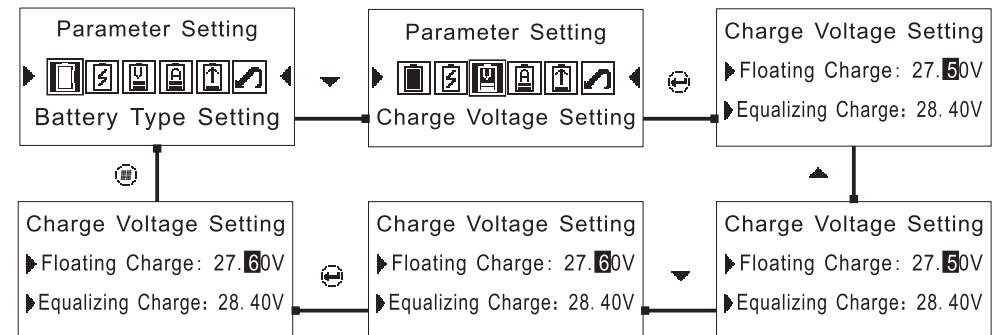 Parameter Setting
Battery Type Setting
Parameter Setting
Charge Voltage Setting
Charge Voltage Setting
Floating Charge: 27.50V
Equalizing Charge: 28.40V
Charge Voltage Setting
Floating Charge: 27.60V
Equalizing Charge: 28.40V
Charge Voltage Setting
Floating Charge: 27.60V
Equalizing Charge: 28.40V
Charge Voltage Setting
Floating Charge: 27.50V
Equalizing Charge: 28.40V